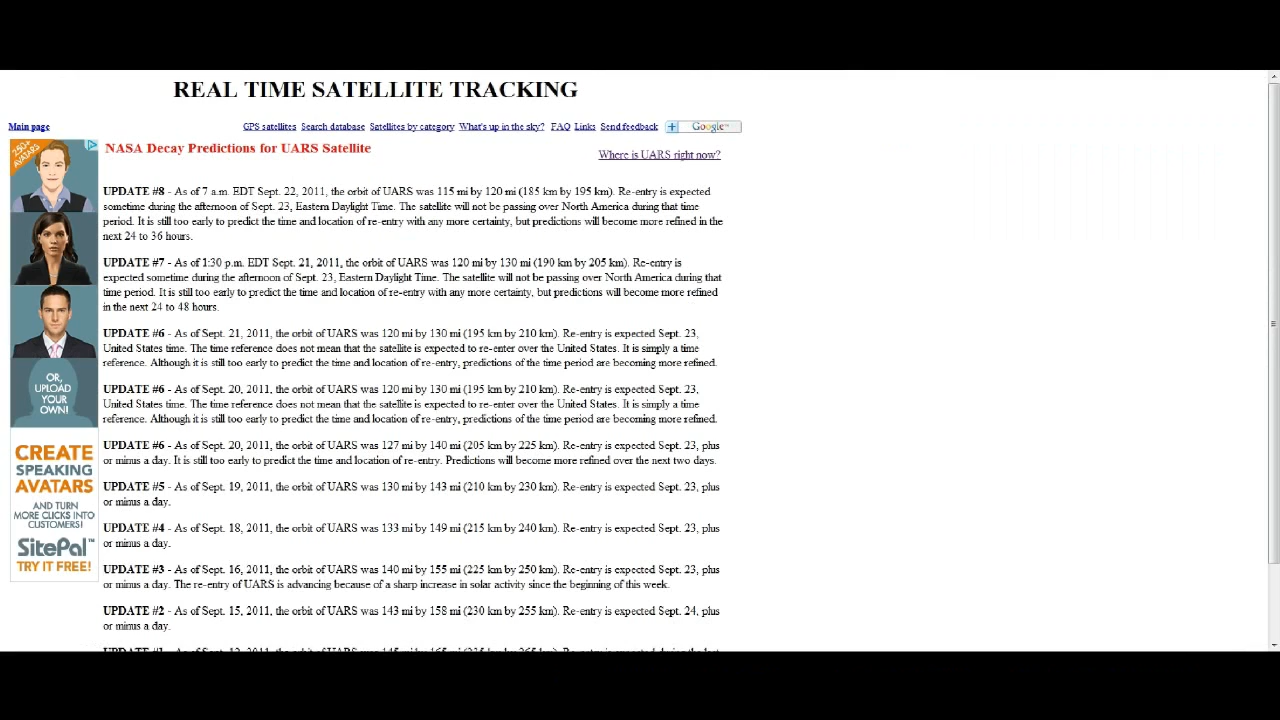 REAL TIME SATELLITE TRACKING
Main page
GPS satellites Search database Satellites by category What's up in the sky? FAQ Links Send feedback
Google™
250+ AVATARS
NASA Decay Predictions for UARS Satellite
Where is UARS right now?
UPDATE #8 - As of 7 a.m. EDT Sept. 22, 2011, the orbit of UARS was 115 mi by 120 mi (185 km by 195 km). Re-entry is expected
sometime during the afternoon of Sept. 23, Eastern Daylight Time. The satellite will not be passing over North America during that time
period. It is still too early to predict the time and location of re-entry with any more certainty, but predictions will become more refined in the
next 24 to 36 hours.
UPDATE #7 - As of 1:30 p.m. EDT Sept. 21, 2011, the orbit of UARS was 120 mi by 130 mi (190 km by 205 km). Re-entry is
expected sometime during the afternoon of Sept. 23, Eastern Daylight Time. The satellite will not be passing over North America during that
time period. It is still too early to predict the time and location of re-entry with any more certainty, but predictions will become more refined
in the next 24 to 48 hours.
UPDATE #6 - As of Sept. 21, 2011, the orbit of UARS was 120 mi by 130 mi (195 km by 210 km). Re-entry is expected Sept. 23,
United States time. The time reference does not mean that the satellite is expected to re-enter over the United States. It is simply a time
reference. Although it is still too early to predict the time and location of re-entry, predictions of the time period are becoming more refined.
UPDATE #6 - As of Sept. 20, 2011, the orbit of UARS was 120 mi by 130 mi (195 km by 210 km). Re-entry is expected Sept. 23,
United States time. The time reference does not mean that the satellite is expected to re-enter over the United States. It is simply a time
reference. Although it is still too early to predict the time and location of re-entry, predictions of the time period are becoming more refined.
UPDATE #6 - As of Sept. 20, 2011, the orbit of UARS was 127 mi by 140 mi (205 km by 225 km). Re-entry is expected Sept. 23, plus
or minus a day. It is still too early to predict the time and location of re-entry. Predictions will become more refined over the next two days.
UPDATE #5 - As of Sept. 19, 2011, the orbit of UARS was 130 mi by 143 mi (210 km by 230 km). Re-entry is expected Sept. 23, plus
or minus a day.
UPDATE #4 - As of Sept. 18, 2011, the orbit of UARS was 133 mi by 149 mi (215 km by 240 km). Re-entry is expected Sept. 23, plus
or minus a day.
UPDATE #3 - As of Sept. 16, 2011, the orbit of UARS was 140 mi by 155 mi (225 km by 250 km). Re-entry is expected Sept. 23, plus
or minus a day. The re-entry of UARS is advancing because of a sharp increase in solar activity since the beginning of this week.
UPDATE #2 - As of Sept. 15, 2011, the orbit of UARS was 143 mi by 158 mi (230 km by 255 km). Re-entry is expected Sept. 24, plus
or minus a day.
OR,
UPLOAD
YOUR
OWN!
CREATE
SPEAKING
AVATARS
AND TURN
MORE CLICKS INTO
CUSTOMERS!
SitePal™
TRY IT FREE!